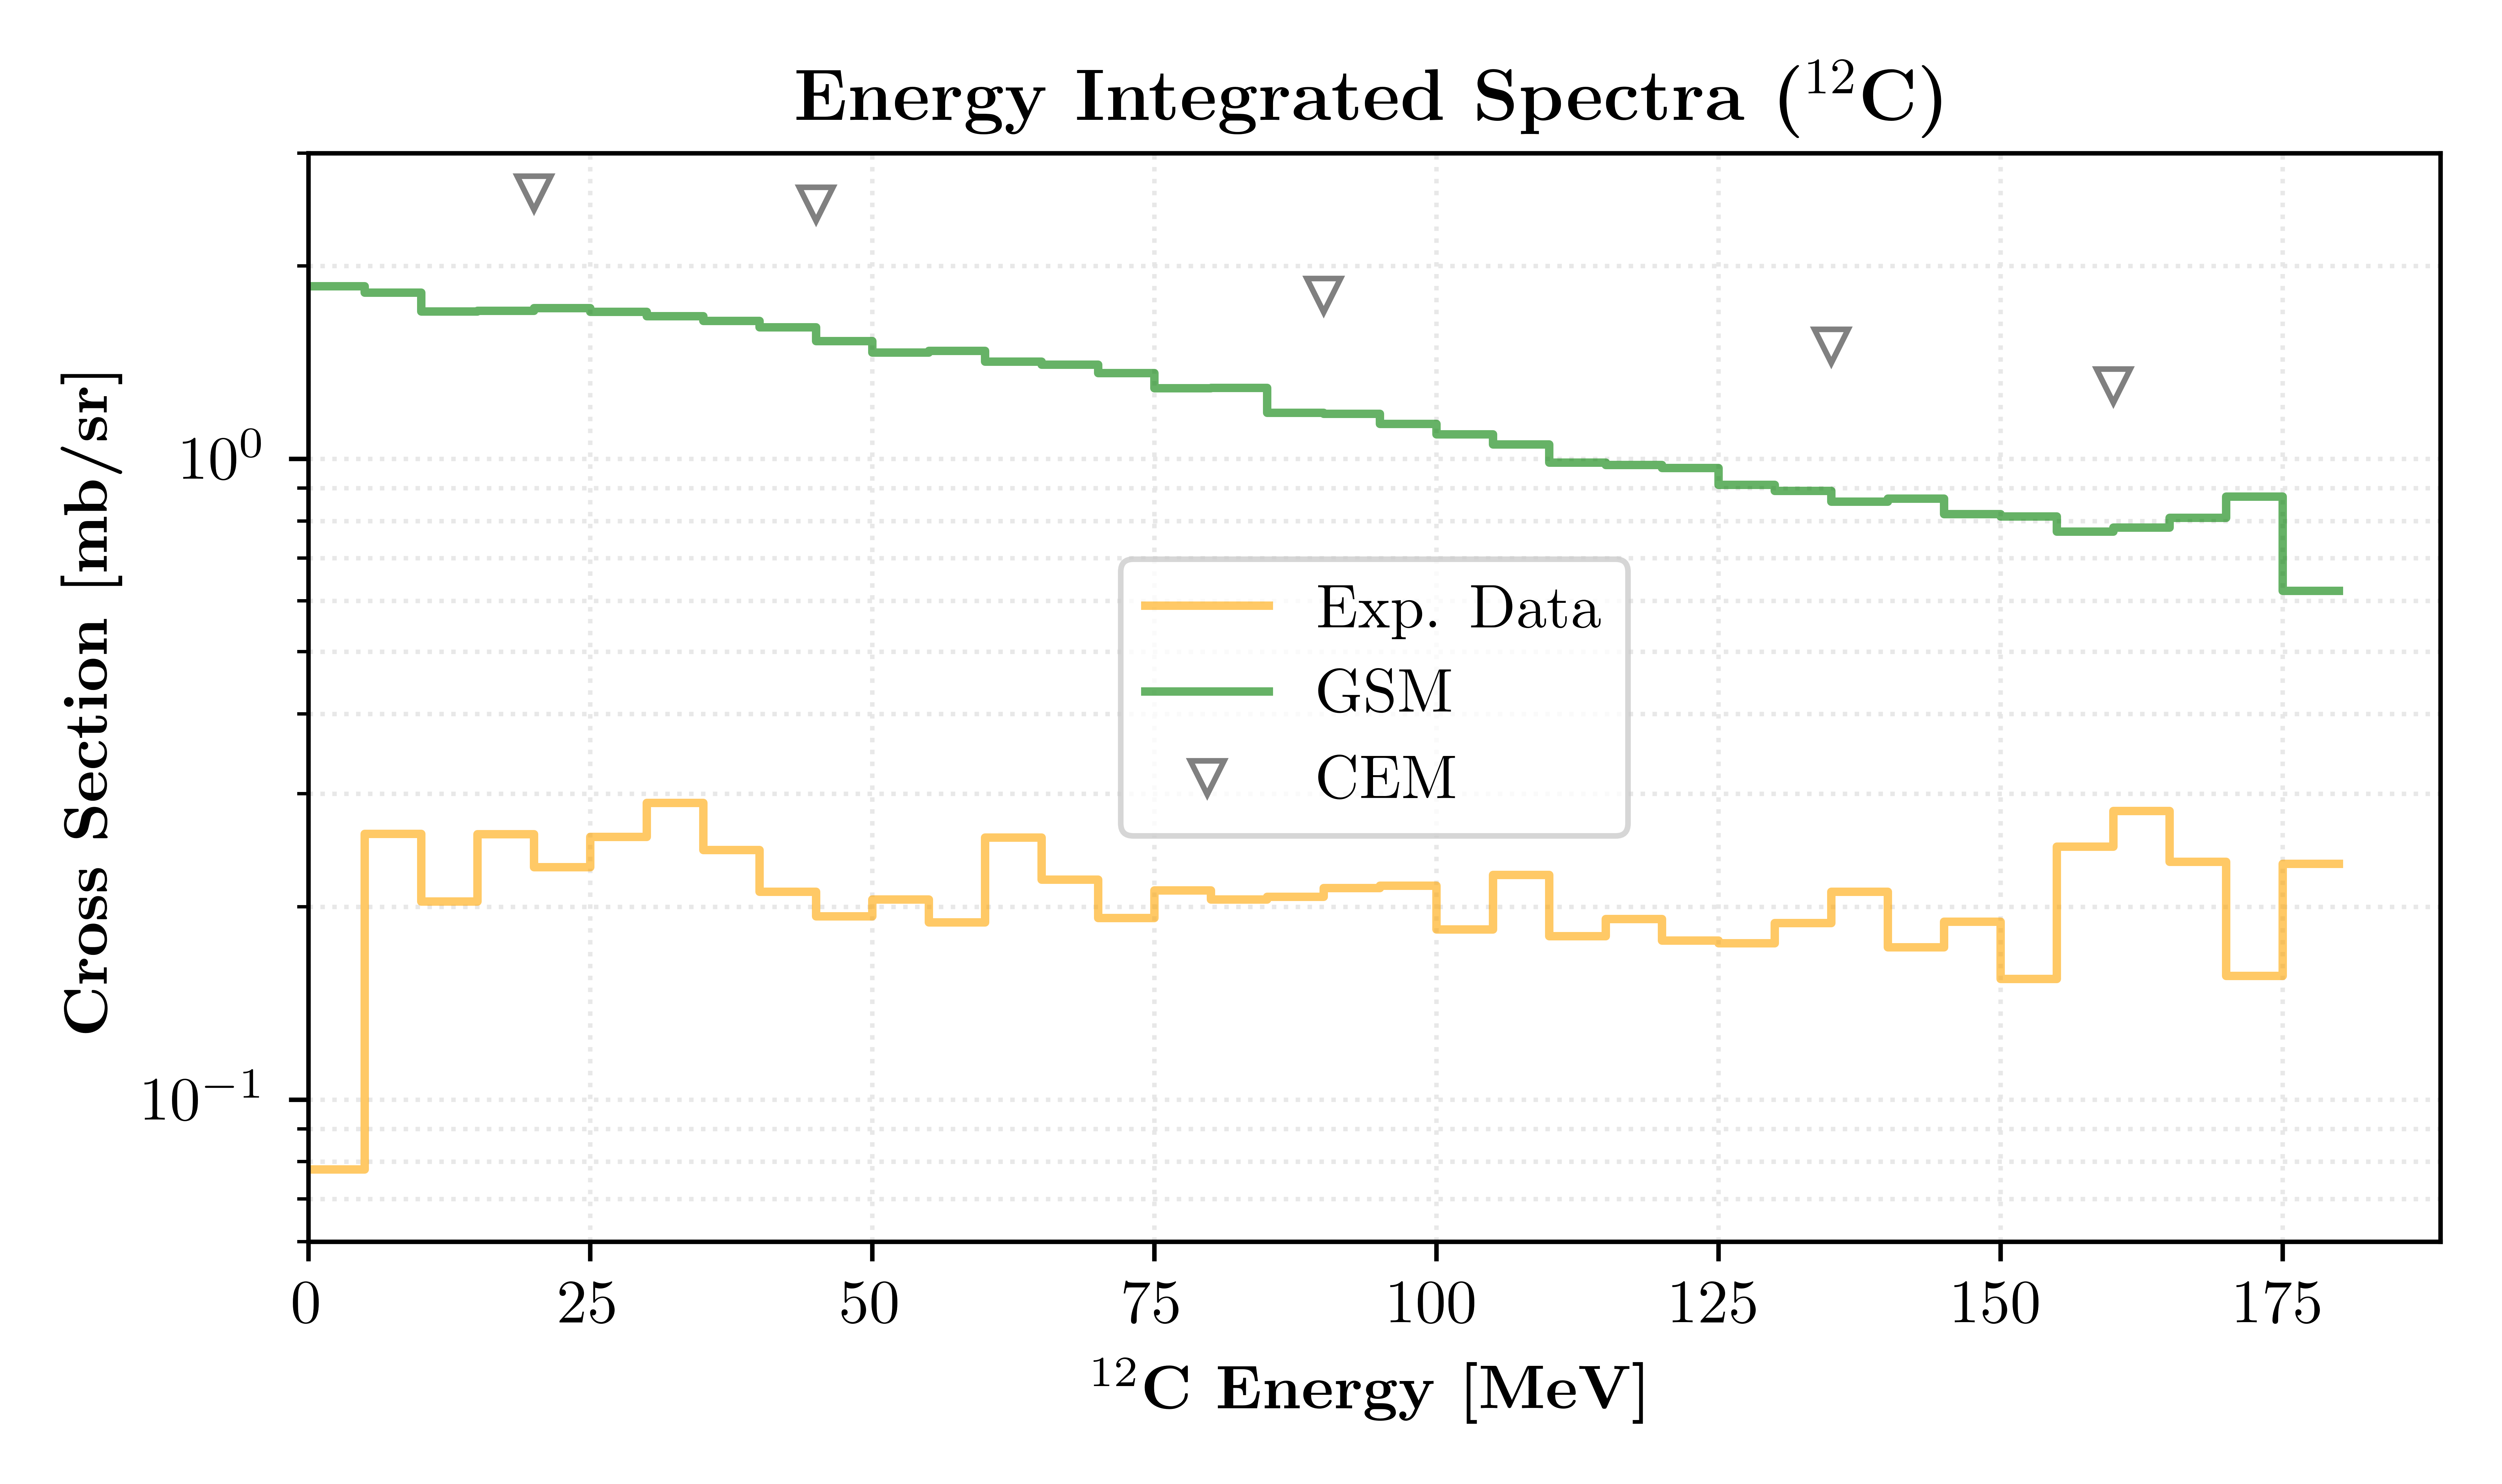 Energy Integrated Spectra (¹²C)
Cross Section [mb/sr]
10⁰
10⁻¹
Exp. Data
GSM
CEM
0 25 50 75 100 125 150 175
¹²C Energy [MeV]